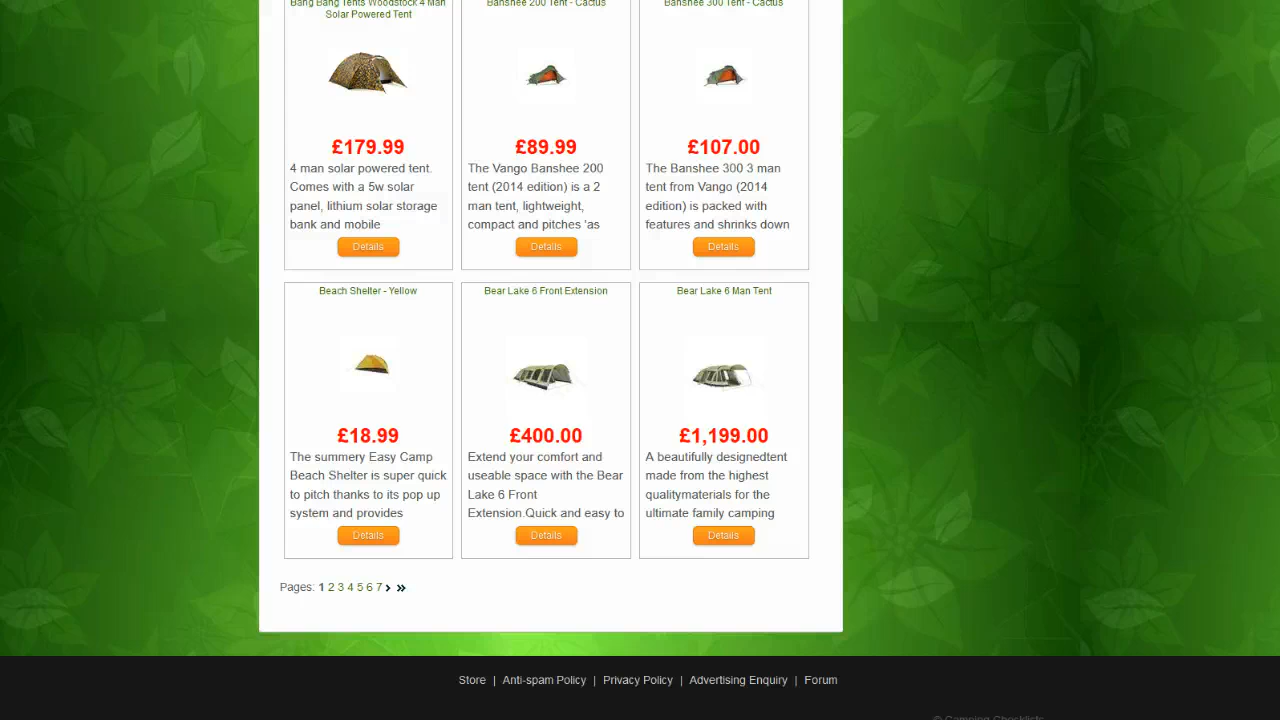 Bang Bang Tents Woodstock 4 Man
Solar Powered Tent
Banshee 200 Tent - Cactus
Banshee 300 Tent - Cactus
£179.99
£89.99
£107.00
4 man solar powered tent.
Comes with a 5w solar
panel, lithium solar storage
bank and mobile
Details
The Vango Banshee 200
tent (2014 edition) is a 2
man tent, lightweight,
compact and pitches 'as
Details
The Banshee 300 3 man
tent from Vango (2014
edition) is packed with
features and shrinks down
Details
Beach Shelter - Yellow
Bear Lake 6 Front Extension
Bear Lake 6 Man Tent
£18.99
£400.00
£1,199.00
The summery Easy Camp
Beach Shelter is super quick
to pitch thanks to its pop up
system and provides
Details
Extend your comfort and
useable space with the Bear
Lake 6 Front
Extension.Quick and easy to
Details
A beautifully designedtent
made from the highest
qualitymaterials for the
ultimate family camping
Details
Pages: 1 2 3 4 5 6 7 › »
Store | Anti-spam Policy | Privacy Policy | Advertising Enquiry | Forum
© Camping Checklists